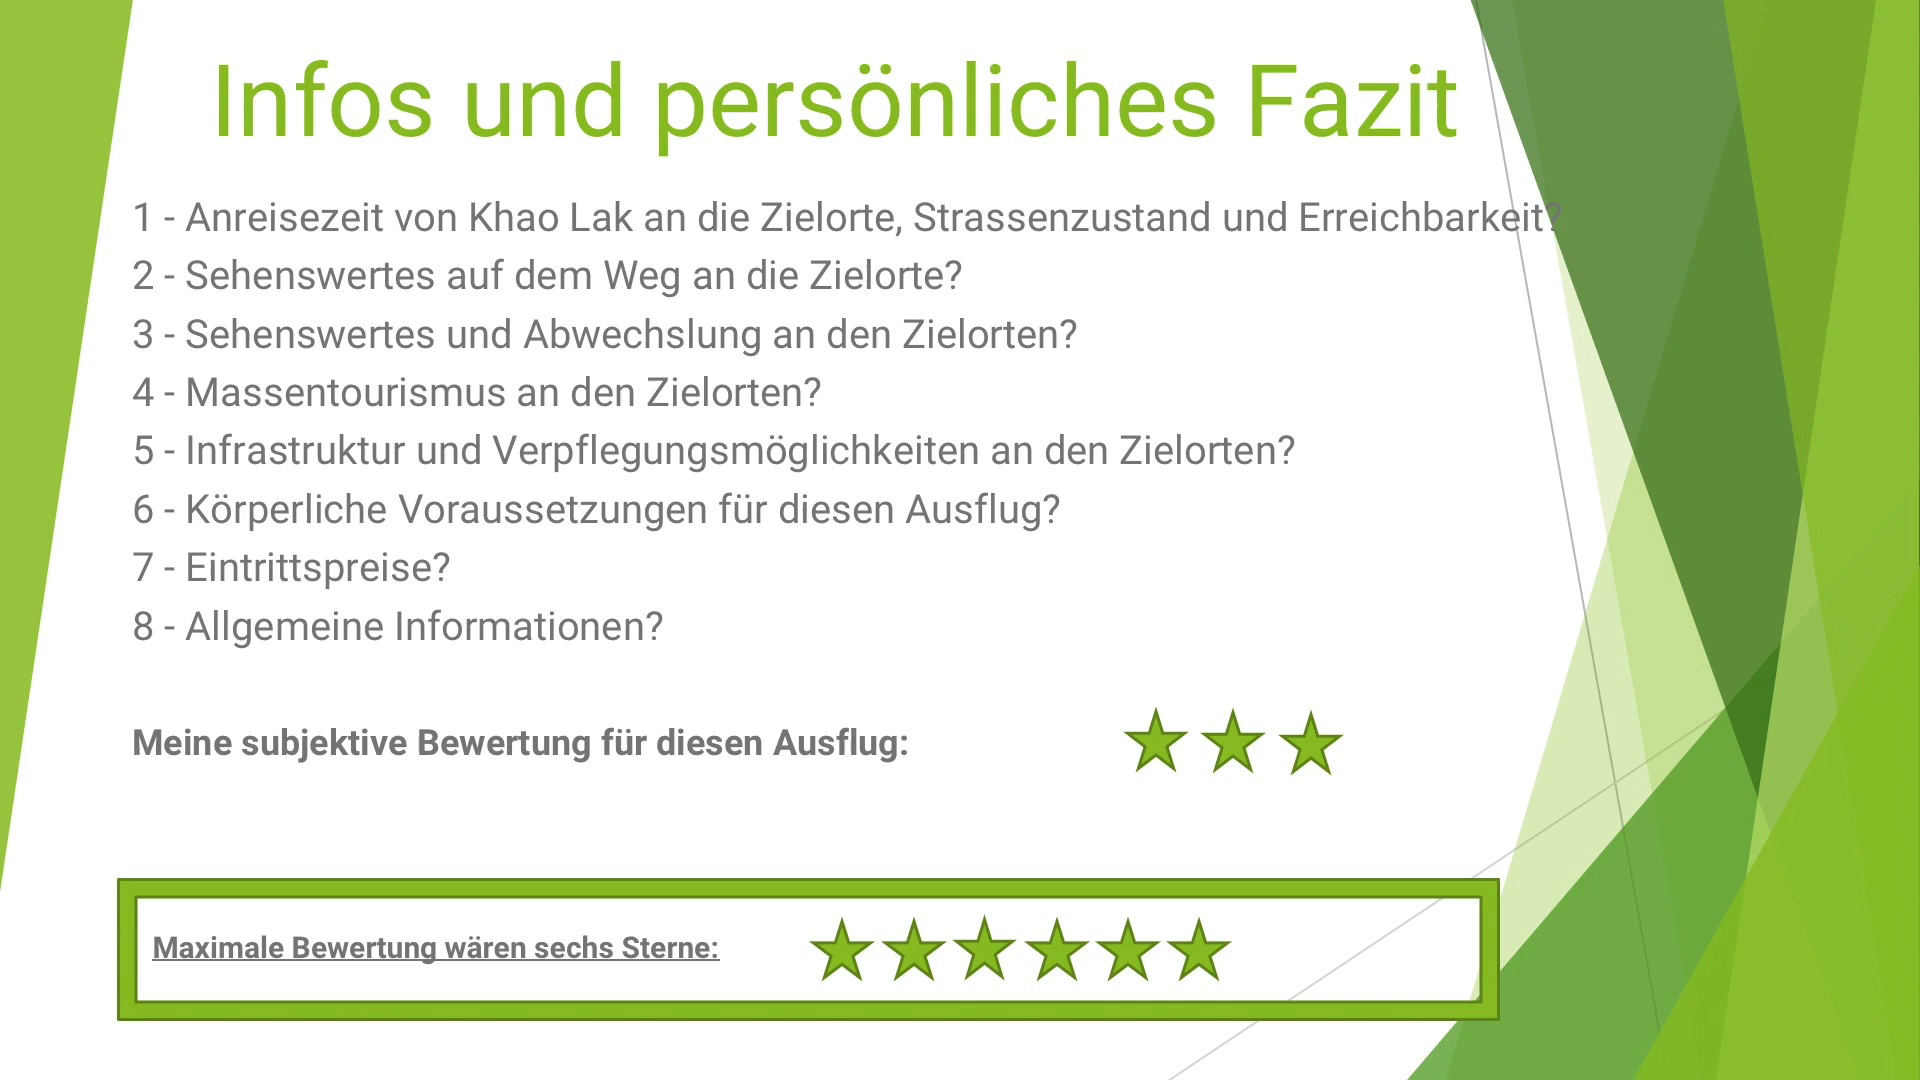 Infos und persönliches Fazit
1 - Anreisezeit von Khao Lak an die Zielorte, Strassenzustand und Erreichbarkeit?
2 - Sehenswertes auf dem Weg an die Zielorte?
3 - Sehenswertes und Abwechslung an den Zielorten?
4 - Massentourismus an den Zielorten?
5 - Infrastruktur und Verpflegungsmöglichkeiten an den Zielorten?
6 - Körperliche Voraussetzungen für diesen Ausflug?
7 - Eintrittspreise?
8 - Allgemeine Informationen?
Meine subjektive Bewertung für diesen Ausflug:
Maximale Bewertung wären sechs Sterne: